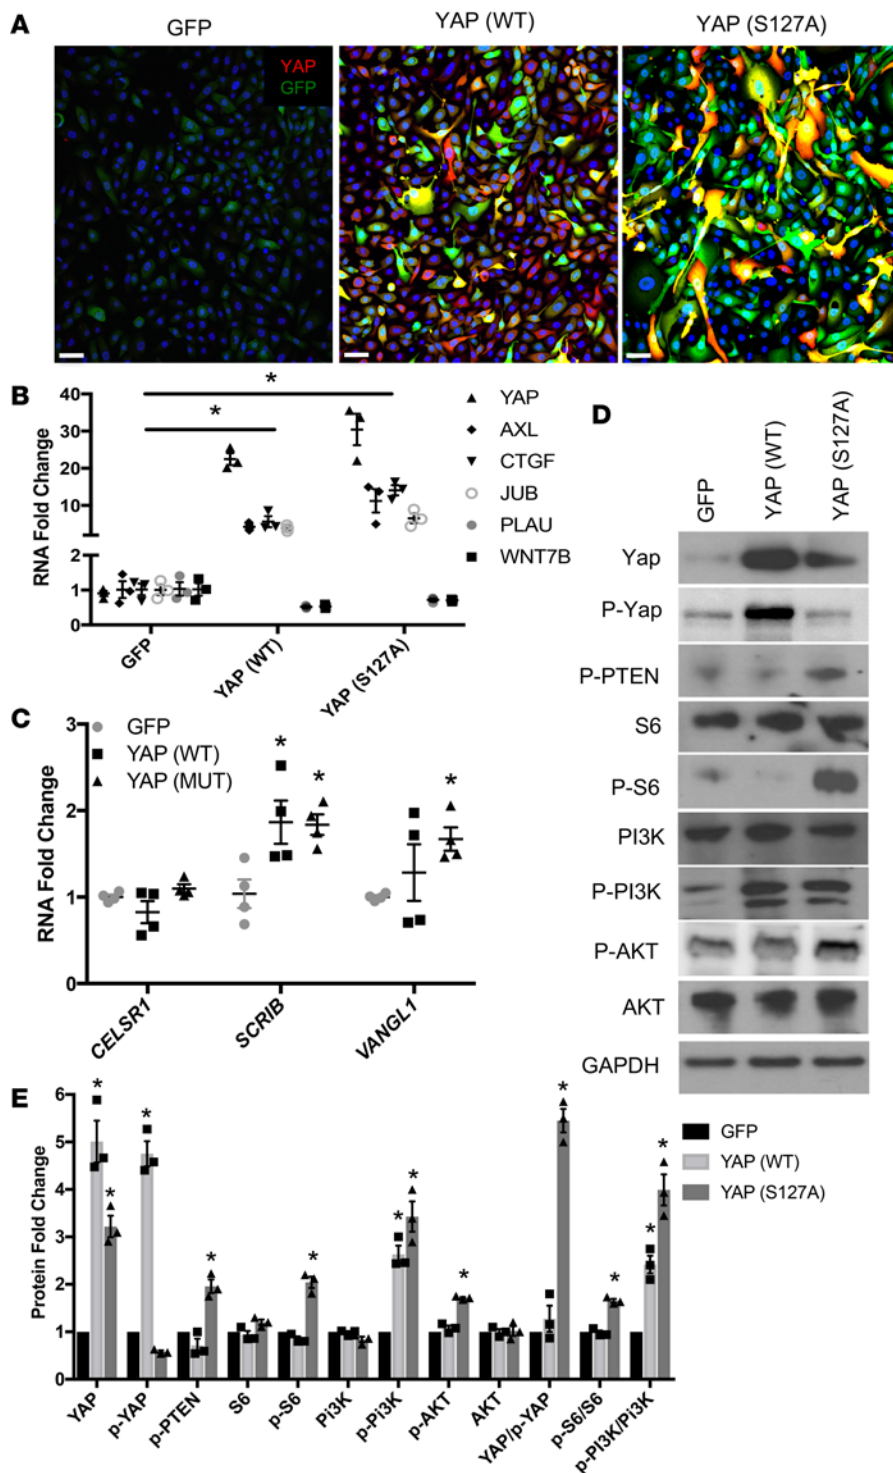 A
GFP
YAP (WT)
YAP (S127A)
YAP
GFP
B
RNA Fold Change
40
30
20
10
2
1
0
*
*
GFP
YAP (WT)
YAP (S127A)
YAP
AXL
CTGF
JUB
PLAU
WNT7B
C
RNA Fold Change
3
2
1
0
GFP
YAP (WT)
YAP (MUT)
*
*
*
CELSR1
SCRIB
VANGL1
D
GFP
YAP (WT)
YAP (S127A)
Yap
P-Yap
P-PTEN
S6
P-S6
PI3K
P-PI3K
P-AKT
AKT
GAPDH
E
Protein Fold Change
6
5
4
3
2
1
0
*
*
*
*
*
*
*
*
*
*
*
*
GFP
YAP (WT)
YAP (S127A)
YAP
p-YAP
p-PTEN
S6
p-S6
Pi3K
p-Pi3K
p-AKT
AKT
YAP/p-YAP
p-S6/S6
p-PI3K/Pi3K